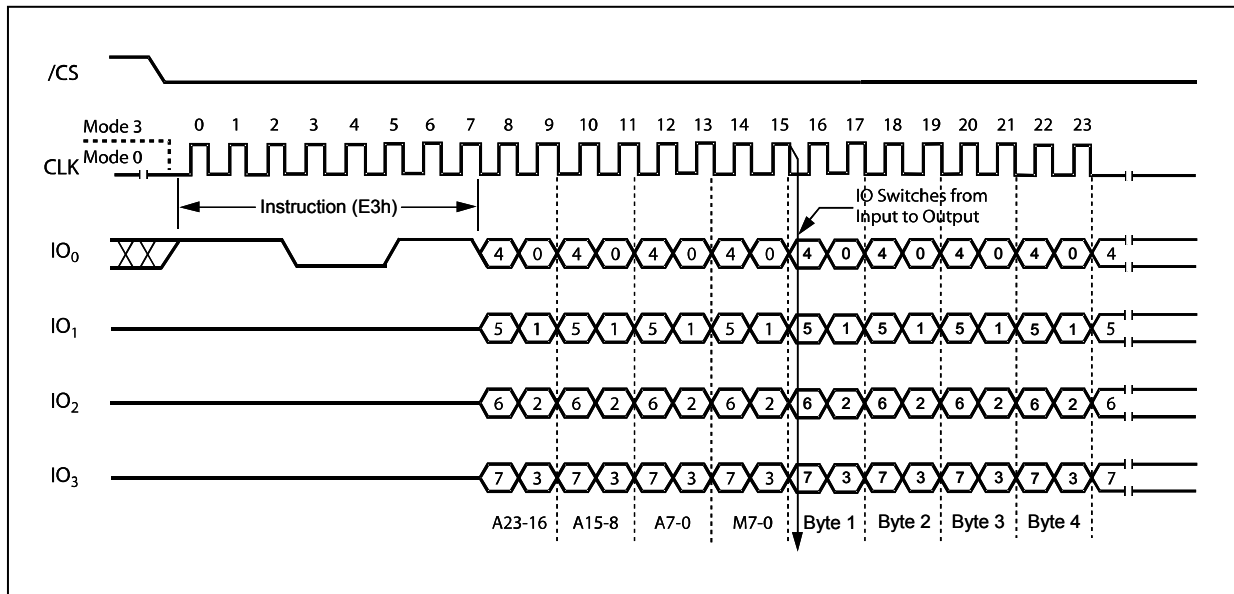 /CS
Mode 3
0 1 2 3 4 5 6 7 8 9 10 11 12 13 14 15 16 17 18 19 20 21 22 23
CLK
Mode 0
Instruction (E3h)
IO Switches from
Input to Output
IO0
4 0 4 0 4 0 4 0 4 0 4 0 4 0 4 0 4
IO1
5 1 5 1 5 1 5 1 5 1 5 1 5 1 5 1 5
IO2
6 2 6 2 6 2 6 2 6 2 6 2 6 2 6 2 6
IO3
7 3 7 3 7 3 7 3 7 3 7 3 7 3 7 3 7
A23-16 A15-8 A7-0 M7-0 Byte 1 Byte 2 Byte 3 Byte 4